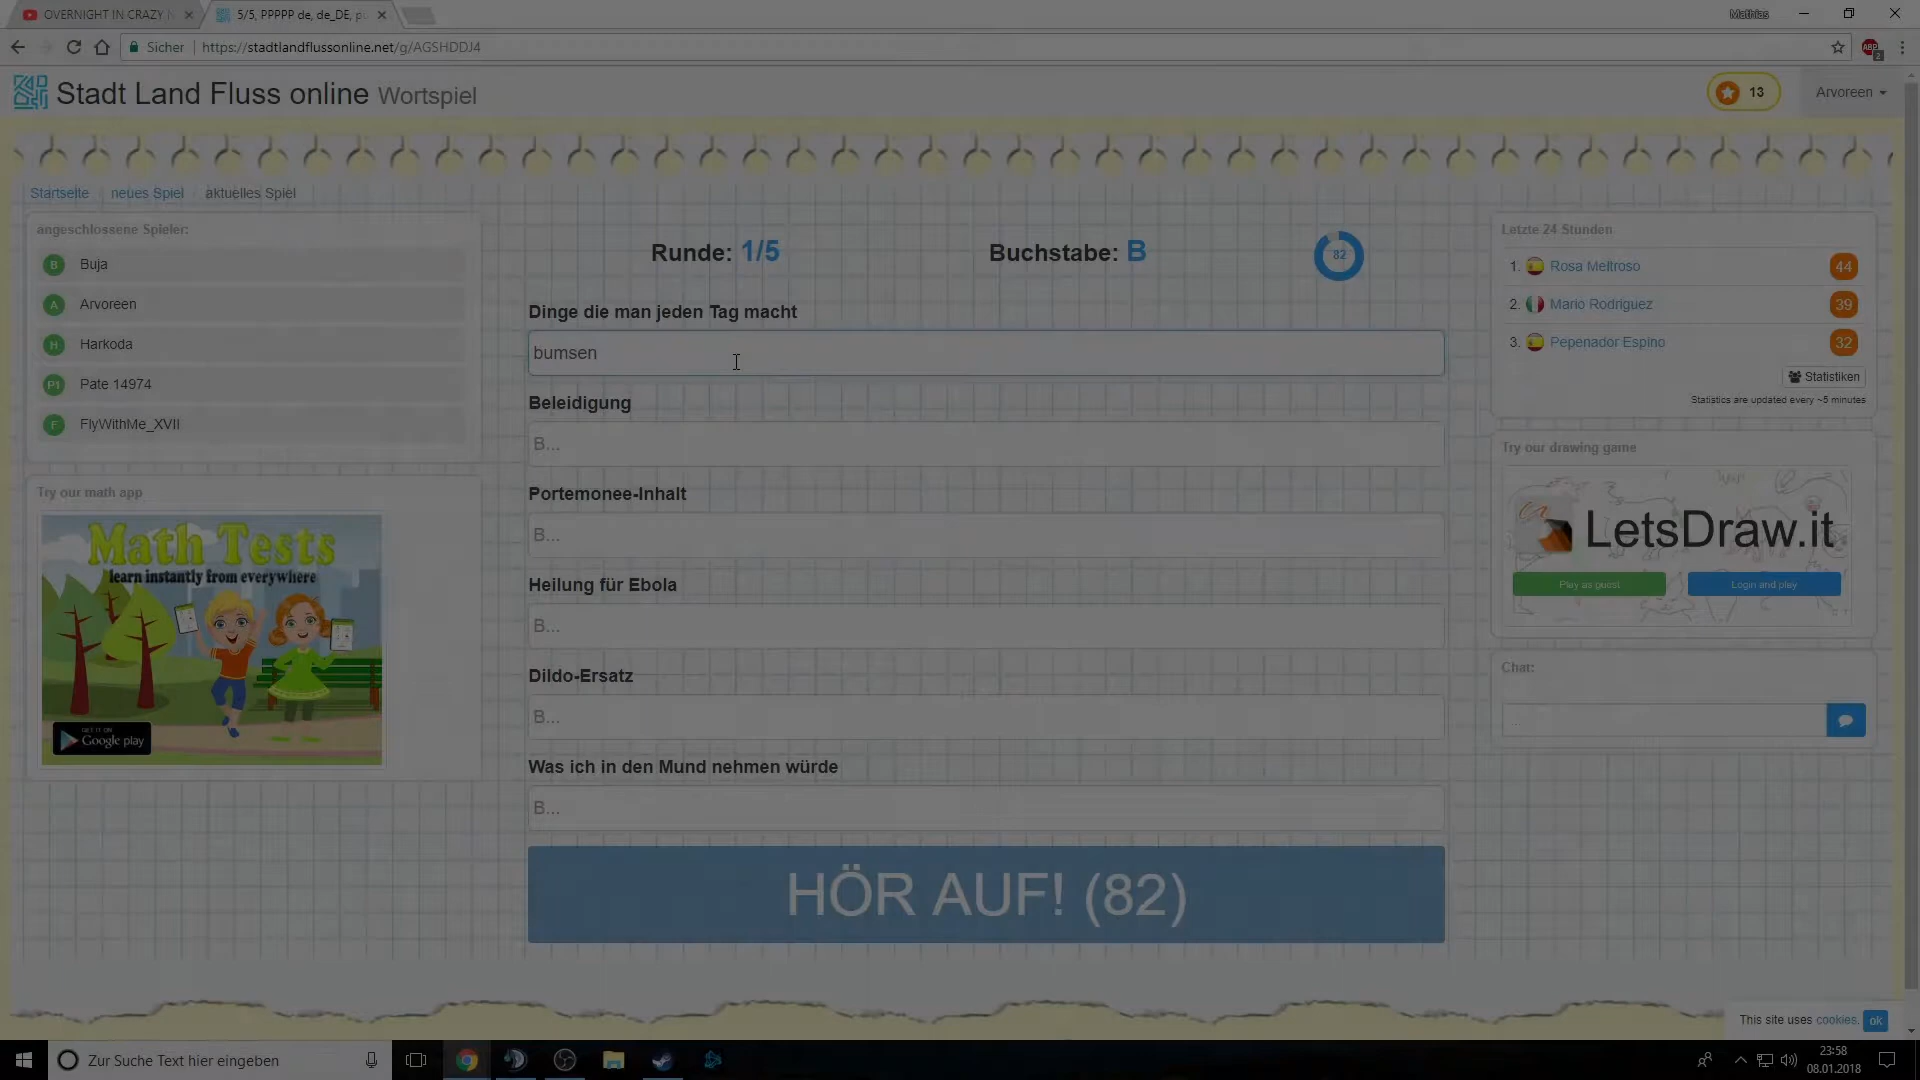 OVERNIGHT IN CRAZY
5/5, PPPPP de, de_DE, p
Mathias
Sicher
https://stadtlandflussonline.net/g/AGSHDDJ4
ABP
2
Stadt Land Fluss online Wortspiel
13
Arvoreen
Startseite
neues Spiel
aktuelles Spiel
angeschlossene Spieler:
B Buja
A Arvoreen
H Harkoda
P1 Pate 14974
F FlyWithMe_XVII
Try our math app
Math Tests
learn instantly from everywhere
GET IT ON
Google play
Runde: 1/5
Buchstabe: B
82
Dinge die man jeden Tag macht
bumsen
Beleidigung
B...
Portemonee-Inhalt
B...
Heilung für Ebola
B...
Dildo-Ersatz
B...
Was ich in den Mund nehmen würde
B...
HÖR AUF! (82)
Letzte 24 Stunden
1. Rosa Meltroso 44
2. Mario Rodriguez 39
3. Pepenador Espino 32
Statistiken
Statistics are updated every ~5 minutes
Try our drawing game
LetsDraw.it
Play as guest
Login and play
Chat:
...
This site uses cookies. ok
Zur Suche Text hier eingeben
23:58
08.01.2018